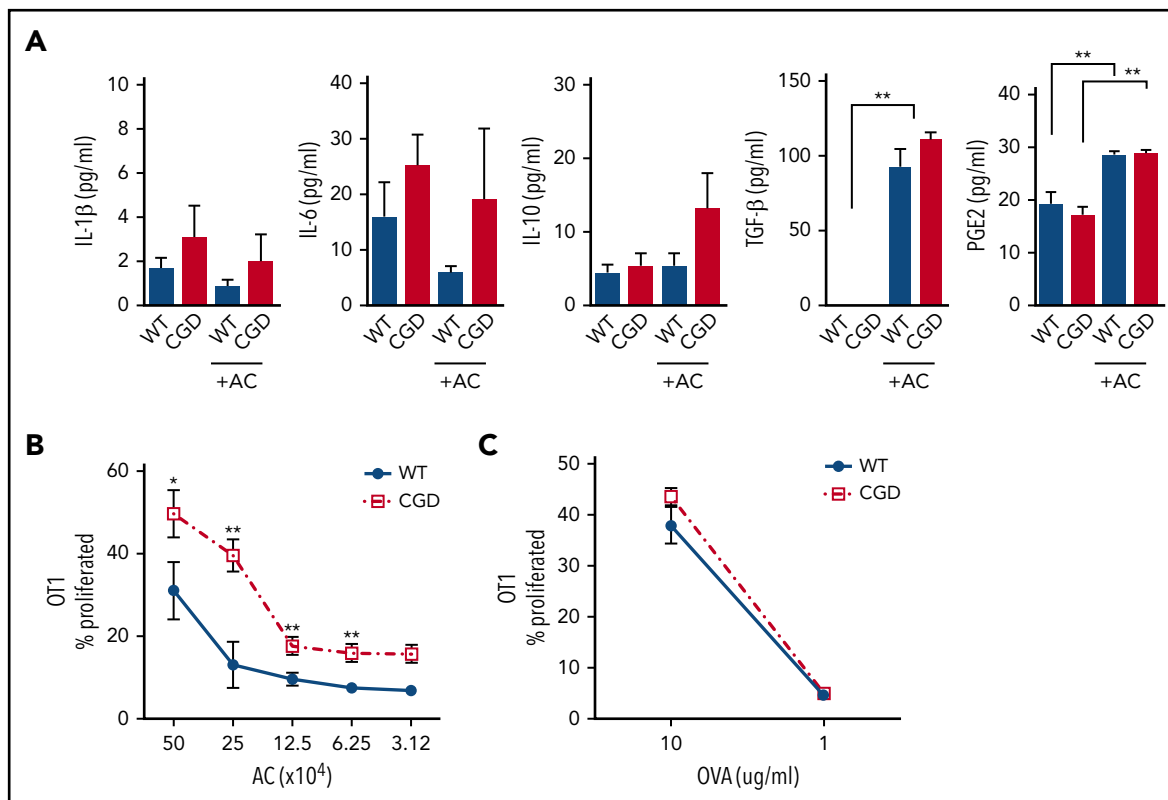 A
IL-1β (pg/ml)
10
8
6
4
2
0
WT
CGD
WT
CGD
+AC
IL-6 (pg/ml)
40
30
20
10
0
WT
CGD
WT
CGD
+AC
IL-10 (pg/ml)
30
20
10
0
WT
CGD
WT
CGD
+AC
TGF-β (pg/ml)
150
100
50
0
**
WT
CGD
WT
CGD
+AC
PGE2 (pg/ml)
40
30
20
10
0
**
**
WT
CGD
WT
CGD
+AC
B
OT1
% proliferated
60
40
20
0
*
**
**
**
WT
CGD
50 25 12.5 6.25 3.12
AC (x10⁴)
C
OT1
% proliferated
50
40
30
20
10
0
WT
CGD
10 1
OVA (ug/ml)